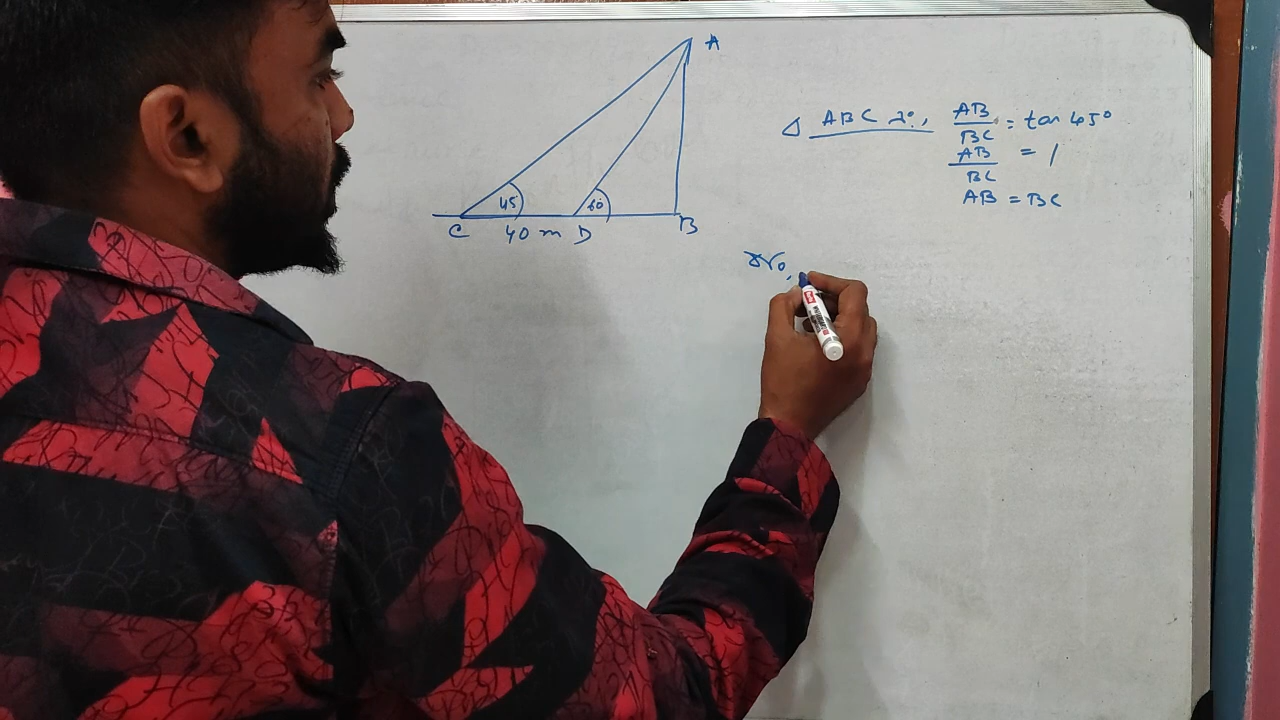 A
45
60
C 40 m D B
Δ ABC থেকে, AB/BC = tan 45°
AB/BC = 1
AB = BC